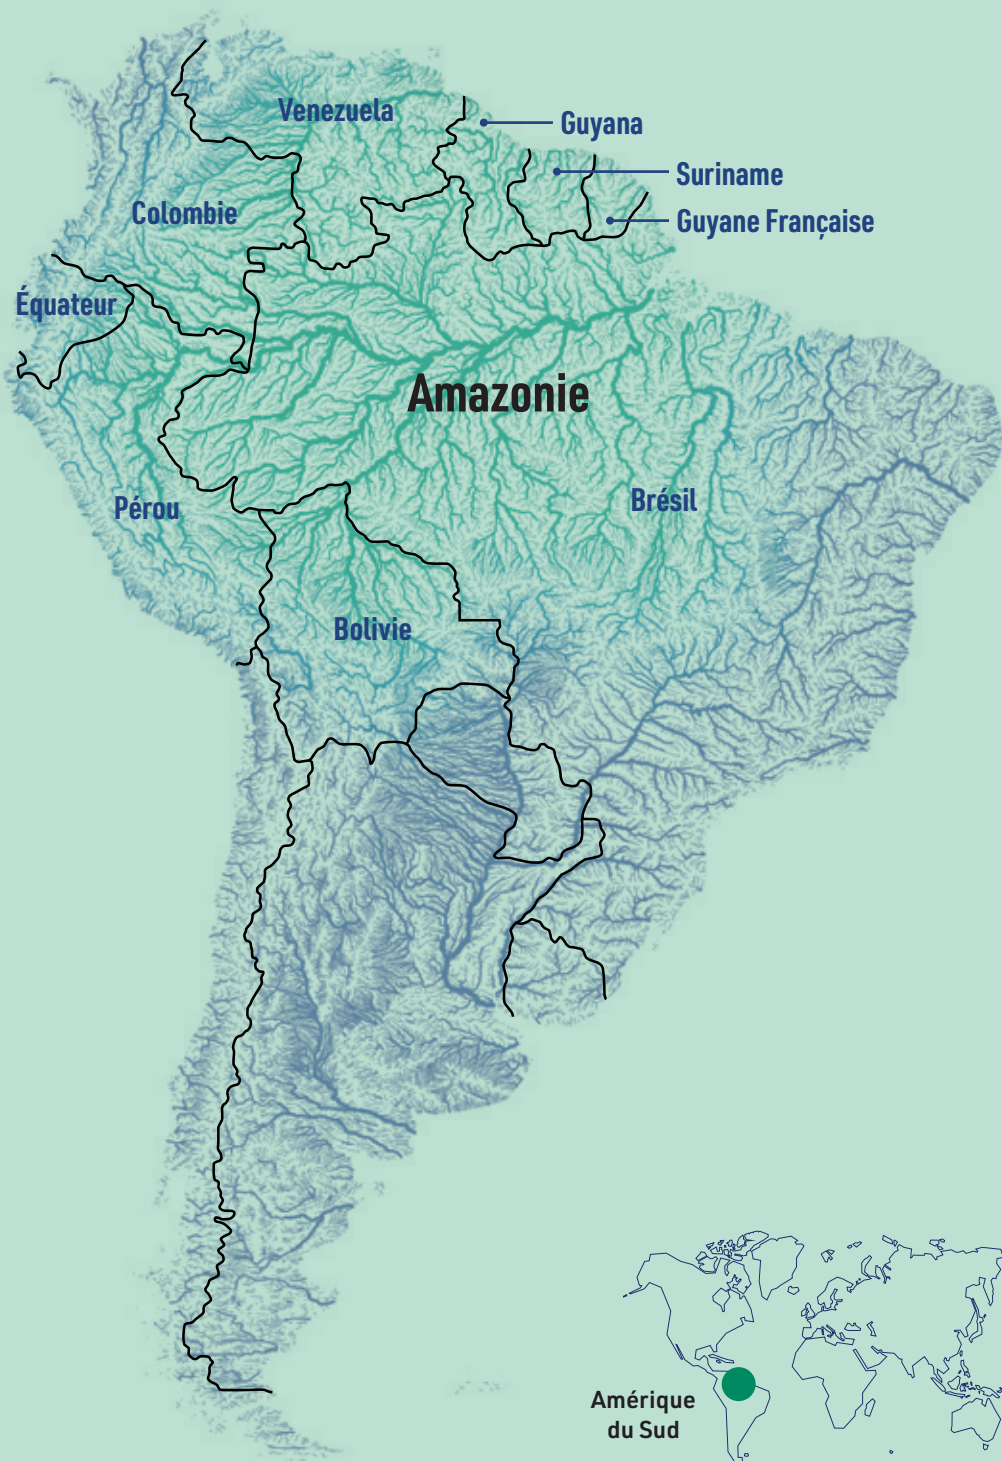 Venezuela
Guyana
Suriname
Colombie
Guyane Française
Équateur
Amazonie
Pérou
Brésil
Bolivie
Amérique
du Sud